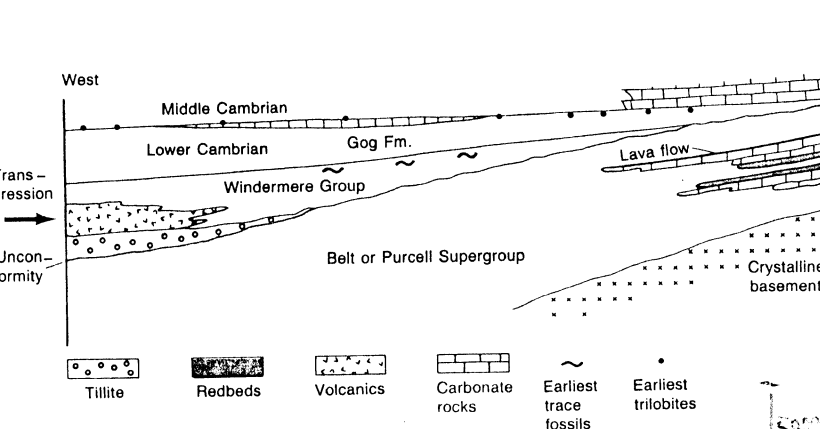 West
Middle Cambrian
Lower Cambrian
Gog Fm.
Lava flow
Trans–
ression
Windermere Group
Uncon–
ormity
Belt or Purcell Supergroup
Crystalline
basement
Tillite
Redbeds
Volcanics
Carbonate
rocks
Earliest
trace
fossils
Earliest
trilobites